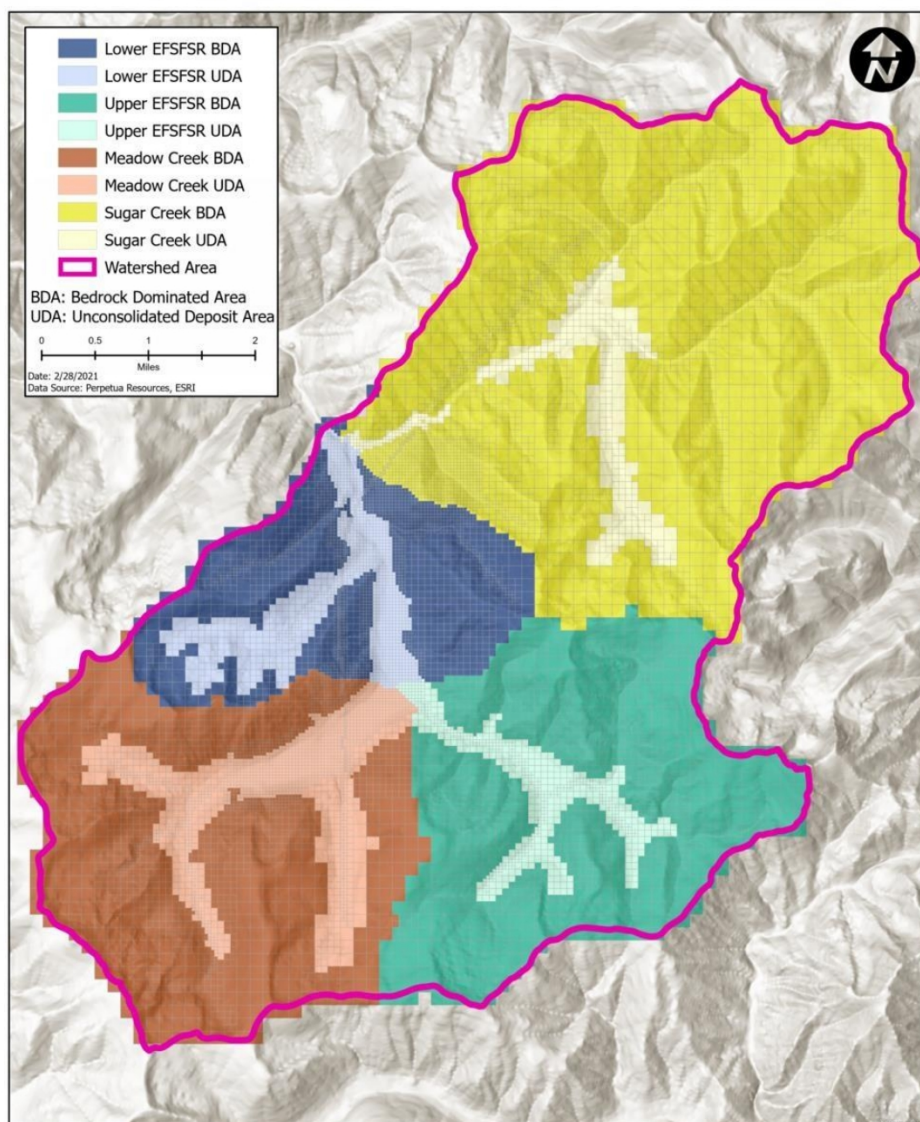 Lower EFSFSR BDA
Lower EFSFSR UDA
Upper EFSFSR BDA
Upper EFSFSR UDA
Meadow Creek BDA
Meadow Creek UDA
Sugar Creek BDA
Sugar Creek UDA
Watershed Area
BDA: Bedrock Dominated Area
UDA: Unconsolidated Deposit Area
0 0.5 1 2
Miles
Date: 2/28/2021
Data Source: Perpetua Resources, ESRI
N